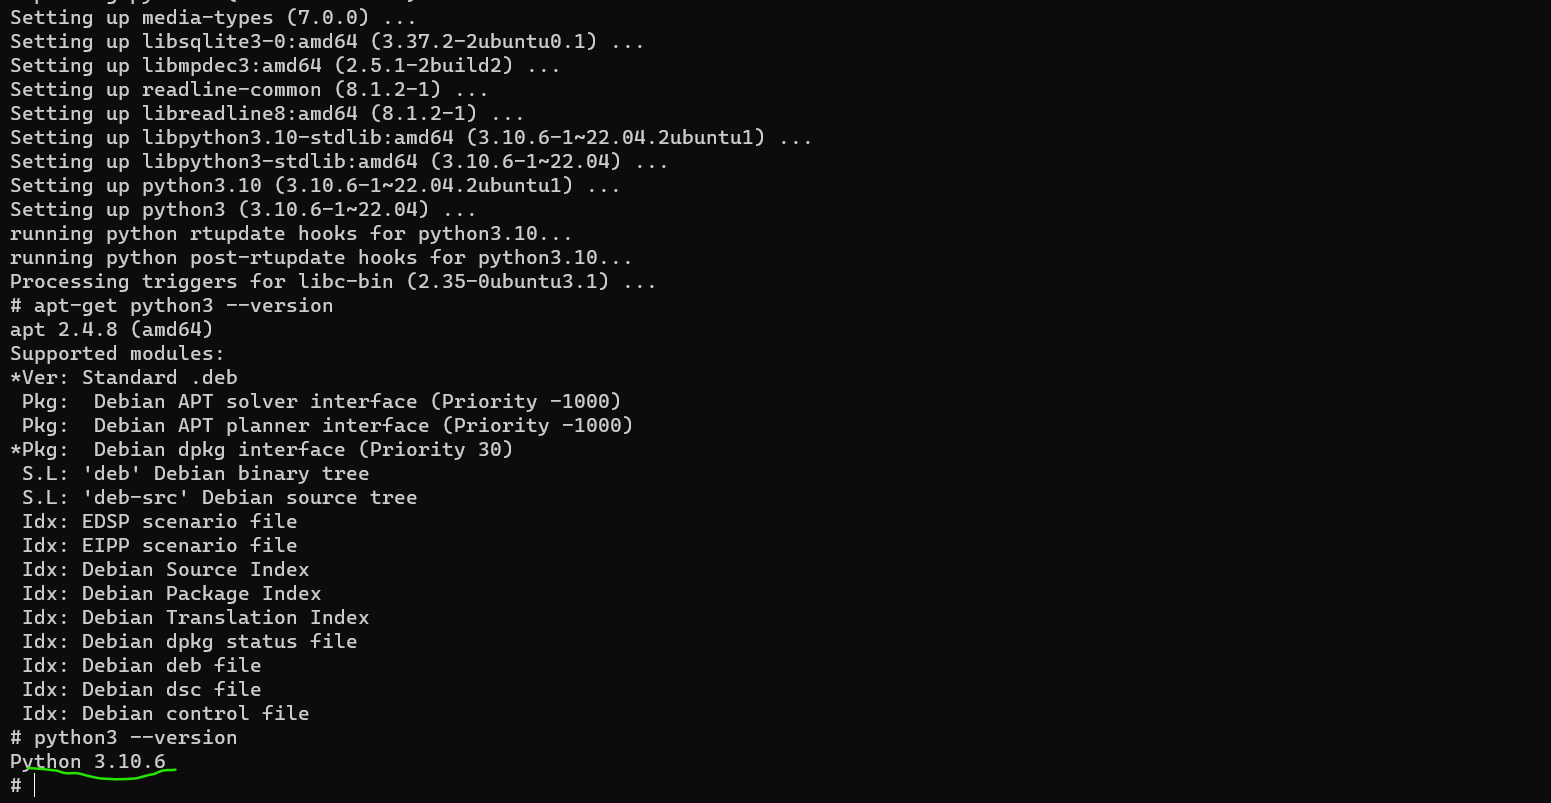 Setting up media-types (7.0.0) ...
Setting up libsqlite3-0:amd64 (3.37.2-2ubuntu0.1) ...
Setting up libmpdec3:amd64 (2.5.1-2build2) ...
Setting up readline-common (8.1.2-1) ...
Setting up libreadline8:amd64 (8.1.2-1) ...
Setting up libpython3.10-stdlib:amd64 (3.10.6-1~22.04.2ubuntu1) ...
Setting up libpython3-stdlib:amd64 (3.10.6-1~22.04) ...
Setting up python3.10 (3.10.6-1~22.04.2ubuntu1) ...
Setting up python3 (3.10.6-1~22.04) ...
running python rtupdate hooks for python3.10...
running python post-rtupdate hooks for python3.10...
Processing triggers for libc-bin (2.35-0ubuntu3.1) ...
# apt-get python3 --version
apt 2.4.8 (amd64)
Supported modules:
*Ver: Standard .deb
 Pkg:  Debian APT solver interface (Priority -1000)
 Pkg:  Debian APT planner interface (Priority -1000)
*Pkg:  Debian dpkg interface (Priority 30)
 S.L: 'deb' Debian binary tree
 S.L: 'deb-src' Debian source tree
 Idx: EDSP scenario file
 Idx: EIPP scenario file
 Idx: Debian Source Index
 Idx: Debian Package Index
 Idx: Debian Translation Index
 Idx: Debian dpkg status file
 Idx: Debian deb file
 Idx: Debian dsc file
 Idx: Debian control file
# python3 --version
Python 3.10.6
#